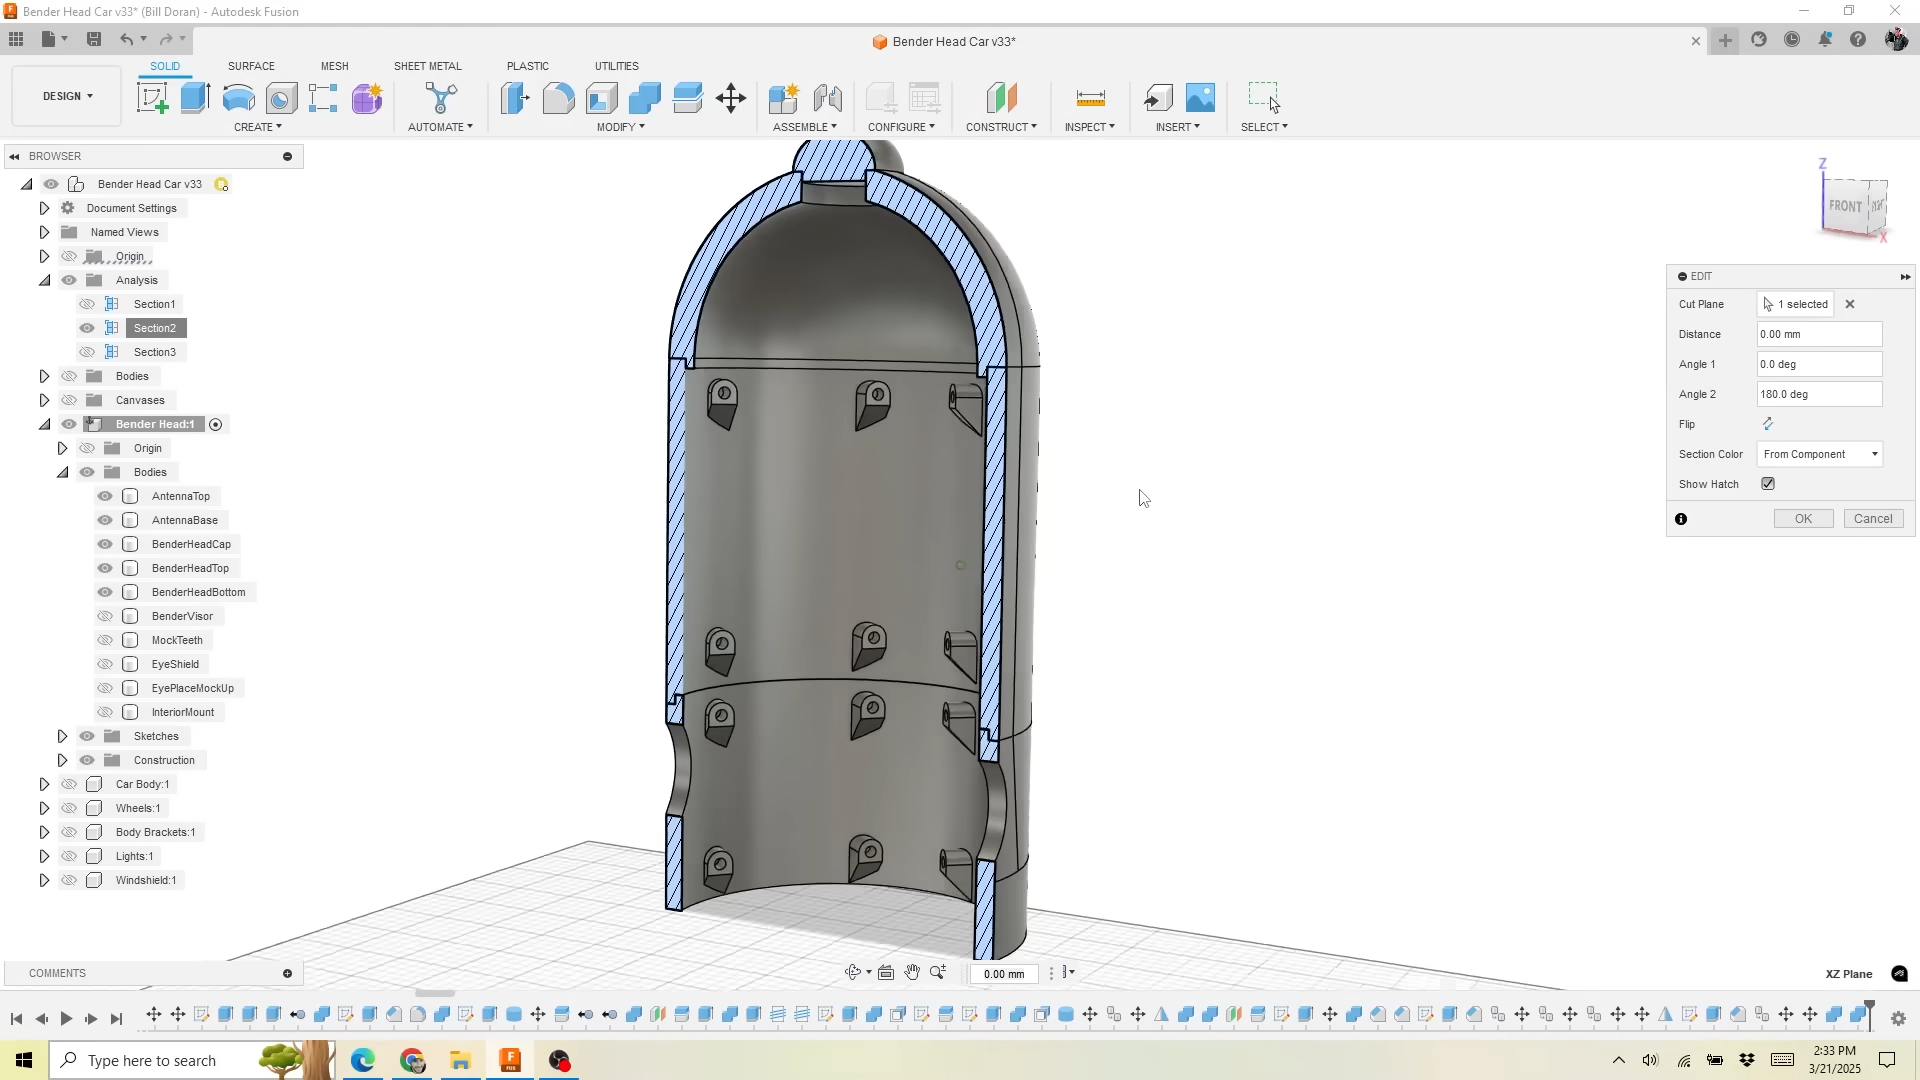 Bender Head Car v33* (Bill Doran) - Autodesk Fusion
Bender Head Car v33*
DESIGN
SOLID
SURFACE
MESH
SHEET METAL
PLASTIC
UTILITIES
CREATE
AUTOMATE
MODIFY
ASSEMBLE
CONFIGURE
CONSTRUCT
INSPECT
INSERT
SELECT
BROWSER
Bender Head Car v33
Document Settings
Named Views
Origin
Analysis
Section1
Section2
Section3
Bodies
Canvases
Bender Head:1
Origin
Bodies
AntennaTop
AntennaBase
BenderHeadCap
BenderHeadTop
BenderHeadBottom
BenderVisor
MockTeeth
EyeShield
EyePlaceMockUp
InteriorMount
Sketches
Construction
Car Body:1
Wheels:1
Body Brackets:1
Lights:1
Windshield:1
COMMENTS
Z
FRONT
X
EDIT
Cut Plane
1 selected
Distance
0.00 mm
Angle 1
0.0 deg
Angle 2
180.0 deg
Flip
Section Color
From Component
Show Hatch
OK
Cancel
0.00 mm
XZ Plane
Type here to search
FUS
2:33 PM
3/21/2025